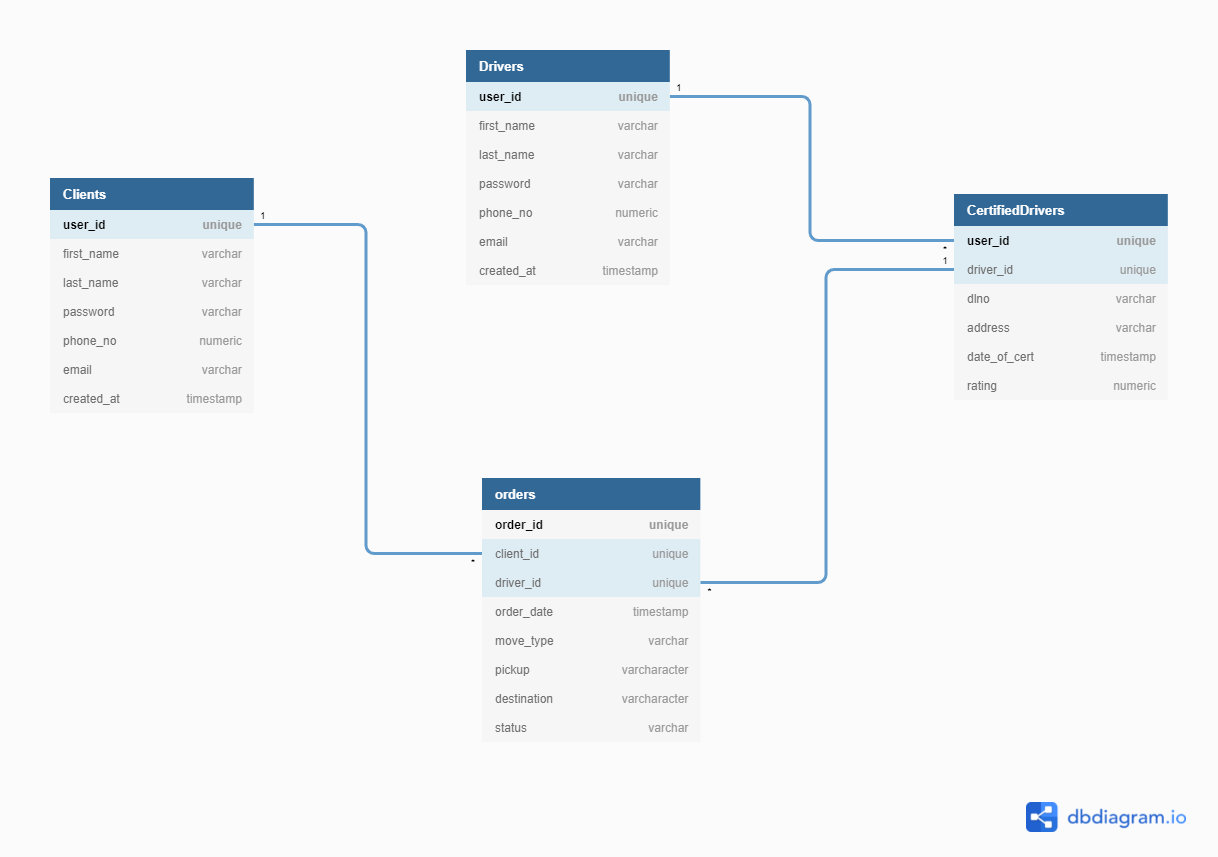 Drivers
user_id unique
first_name varchar
last_name varchar
password varchar
phone_no numeric
email varchar
created_at timestamp
1
Clients
user_id unique
first_name varchar
last_name varchar
password varchar
phone_no numeric
email varchar
created_at timestamp
1
CertifiedDrivers
user_id unique
driver_id unique
dlno varchar
address varchar
date_of_cert timestamp
rating numeric
*
1
orders
order_id unique
client_id unique
driver_id unique
order_date timestamp
move_type varchar
pickup varcharacter
destination varcharacter
status varchar
*
*
dbdiagram.io